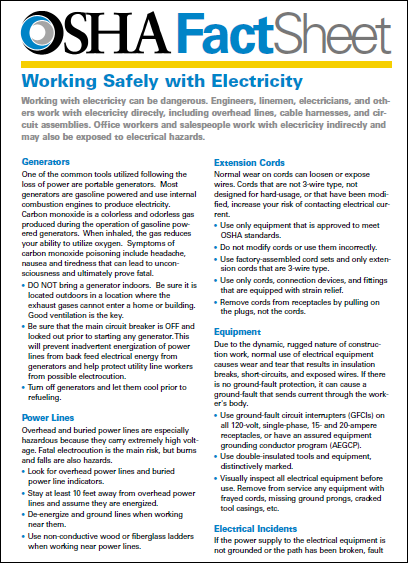 OSHA FactSheet
Working Safely with Electricity
Working with electricity can be dangerous. Engineers, linemen, electricians, and oth-
ers work with electricity directly, including overhead lines, cable harnesses, and cir-
cuit assemblies. Office workers and salespeople work with electricity indirectly and
may also be exposed to electrical hazards.
Generators
One of the common tools utilized following the
loss of power are portable generators. Most
generators are gasoline powered and use internal
combustion engines to produce electricity.
Carbon monoxide is a colorless and odorless gas
produced during the operation of gasoline pow-
ered generators. When inhaled, the gas reduces
your ability to utilize oxygen. Symptoms of
carbon monoxide poisoning include headache,
nausea and tiredness that can lead to uncon-
sciousness and ultimately prove fatal.
• DO NOT bring a generator indoors. Be sure it is
located outdoors in a location where the
exhaust gases cannot enter a home or building.
Good ventilation is the key.
• Be sure that the main circuit breaker is OFF and
locked out prior to starting any generator. This
will prevent inadvertent energization of power
lines from back feed electrical energy from
generators and help protect utility line workers
from possible electrocution.
• Turn off generators and let them cool prior to
refueling.
Power Lines
Overhead and buried power lines are especially
hazardous because they carry extremely high volt-
age. Fatal electrocution is the main risk, but burns
and falls are also hazards.
• Look for overhead power lines and buried
power line indicators.
• Stay at least 10 feet away from overhead power
lines and assume they are energized.
• De-energize and ground lines when working
near them.
• Use non-conductive wood or fiberglass ladders
when working near power lines.
Extension Cords
Normal wear on cords can loosen or expose
wires. Cords that are not 3-wire type, not
designed for hard-usage, or that have been modi-
fied, increase your risk of contacting electrical cur-
rent.
• Use only equipment that is approved to meet
OSHA standards.
• Do not modify cords or use them incorrectly.
• Use factory-assembled cord sets and only exten-
sion cords that are 3-wire type.
• Use only cords, connection devices, and fittings
that are equipped with strain relief.
• Remove cords from receptacles by pulling on
the plugs, not the cords.
Equipment
Due to the dynamic, rugged nature of construc-
tion work, normal use of electrical equipment
causes wear and tear that results in insulation
breaks, short-circuits, and exposed wires. If there
is no ground-fault protection, it can cause a
ground-fault that sends current through the work-
er's body.
• Use ground-fault circuit interrupters (GFCIs) on
all 120-volt, single-phase, 15- and 20-ampere
receptacles, or have an assured equipment
grounding conductor program (AEGCP).
• Use double-insulated tools and equipment,
distinctively marked.
• Visually inspect all electrical equipment before
use. Remove from service any equipment with
frayed cords, missing ground prongs, cracked
tool casings, etc.
Electrical Incidents
If the power supply to the electrical equipment is
not grounded or the path has been broken, fault